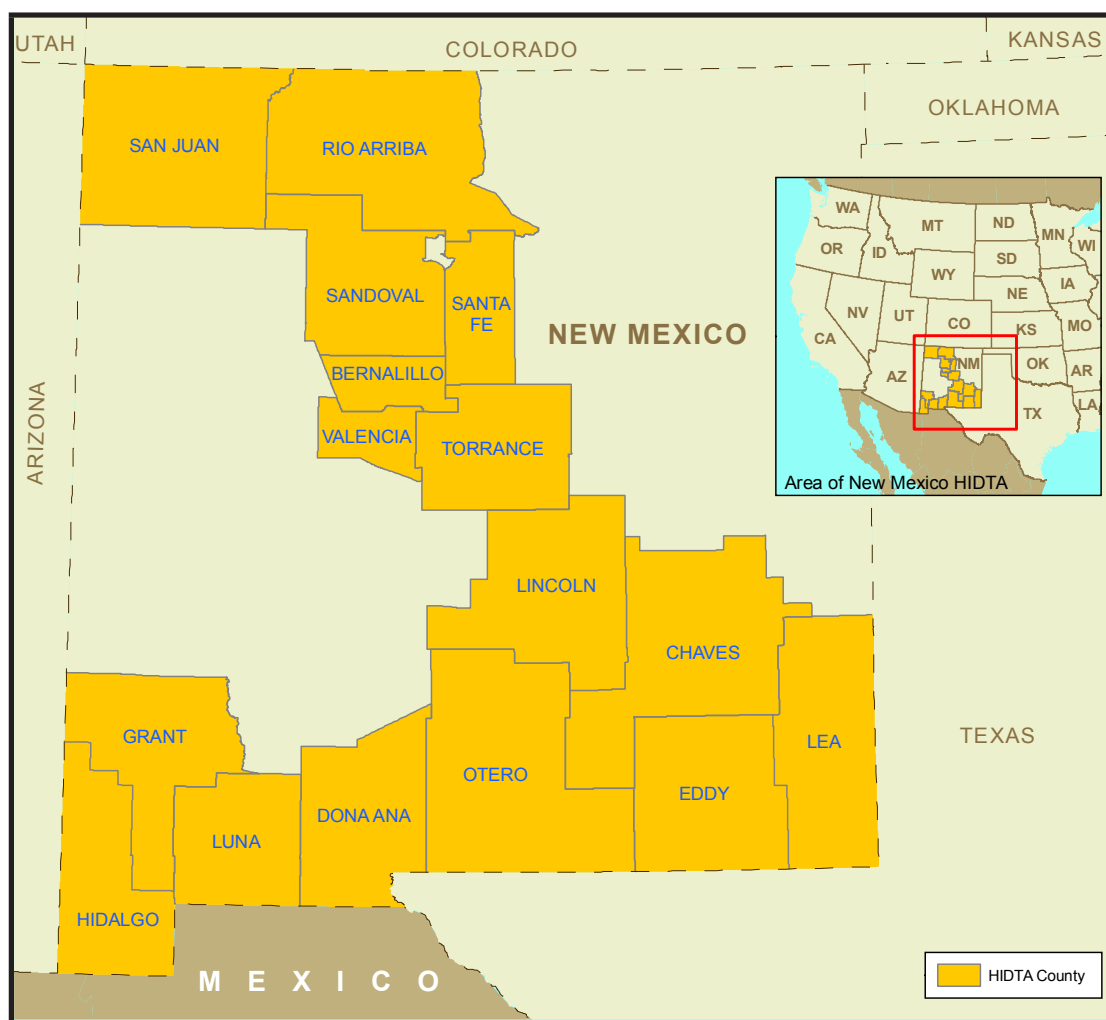 UTAH
COLORADO
KANSAS
OKLAHOMA
SAN JUAN
RIO ARRIBA
SANDOVAL
SANTA
FE
NEW MEXICO
BERNALILLO
VALENCIA
TORRANCE
ARIZONA
LINCOLN
CHAVES
GRANT
OTERO
LEA
TEXAS
EDDY
DONA ANA
LUNA
HIDALGO
MEXICO
WA
MT
ND
MN
WI
OR
ID
SD
WY
IA
NE
NV
UT
CO
KS
MO
CA
AZ
NM
OK
AR
TX
LA
Area of New Mexico HIDTA
HIDTA County